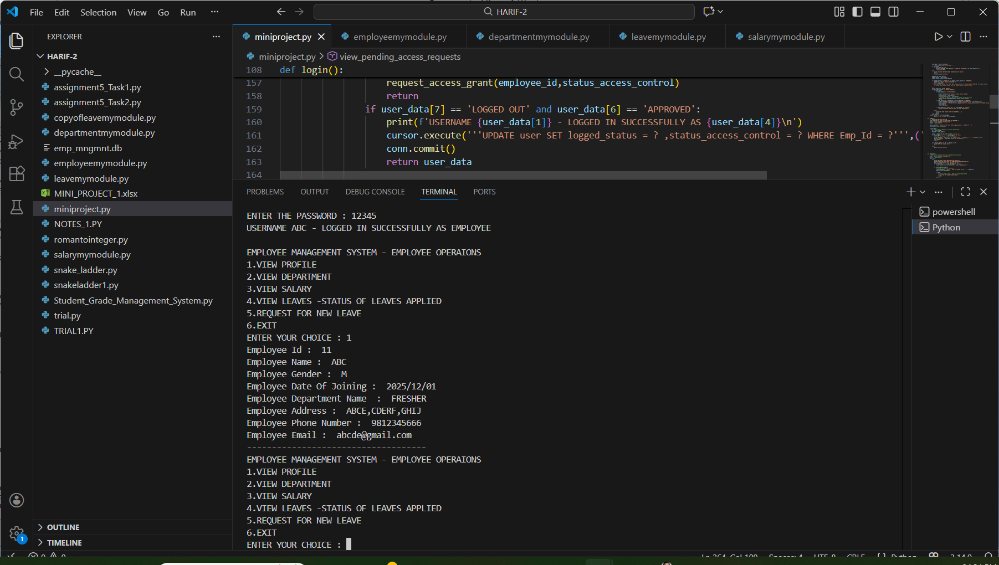 File Edit Selection View Go Run ···
HARIF-2
EXPLORER
HARIF-2
__pycache__
assignment5_Task1.py
assignment5_Task2.py
copyofleavemymodule.py
departmentmymodule.py
emp_mngmnt.db
employeemymodule.py
leavemymodule.py
MINI_PROJECT_1.xlsx
miniproject.py
NOTES_1.PY
romantointeger.py
salarymymodule.py
snake_ladder.py
snakeladder1.py
Student_Grade_Management_System.py
trial.py
TRIAL1.PY
OUTLINE
TIMELINE
1
miniproject.py employeemymodule.py departmentmymodule.py leavemymodule.py salarymymodule.py
miniproject.py > view_pending_access_requests
108 def login():
157 request_access_grant(employee_id,status_access_control)
158 return
159 if user_data[7] == 'LOGGED OUT' and user_data[6] == 'APPROVED':
160 print(f'USERNAME {user_data[1]} - LOGGED IN SUCCESSFULLY AS {user_data[4]}\n')
161 cursor.execute('''UPDATE user SET logged_status = ? ,status_access_control = ? WHERE Emp_Id = ?''',('
162 conn.commit()
163 return user_data
164
PROBLEMS OUTPUT DEBUG CONSOLE TERMINAL PORTS
powershell
Python
ENTER THE PASSWORD : 12345
USERNAME ABC - LOGGED IN SUCCESSFULLY AS EMPLOYEE
EMPLOYEE MANAGEMENT SYSTEM - EMPLOYEE OPERAIONS
1.VIEW PROFILE
2.VIEW DEPARTMENT
3.VIEW SALARY
4.VIEW LEAVES -STATUS OF LEAVES APPLIED
5.REQUEST FOR NEW LEAVE
6.EXIT
ENTER YOUR CHOICE : 1
Employee Id :  11
Employee Name :  ABC
Employee Gender :  M
Employee Date Of Joining :  2025/12/01
Employee Department Name  :  FRESHER
Employee Address :  ABCE,CDERF,GHIJ
Employee Phone Number :  9812345666
Employee Email :  abcde@gmail.com
------------------------------------
EMPLOYEE MANAGEMENT SYSTEM - EMPLOYEE OPERAIONS
1.VIEW PROFILE
2.VIEW DEPARTMENT
3.VIEW SALARY
4.VIEW LEAVES -STATUS OF LEAVES APPLIED
5.REQUEST FOR NEW LEAVE
6.EXIT
ENTER YOUR CHOICE :